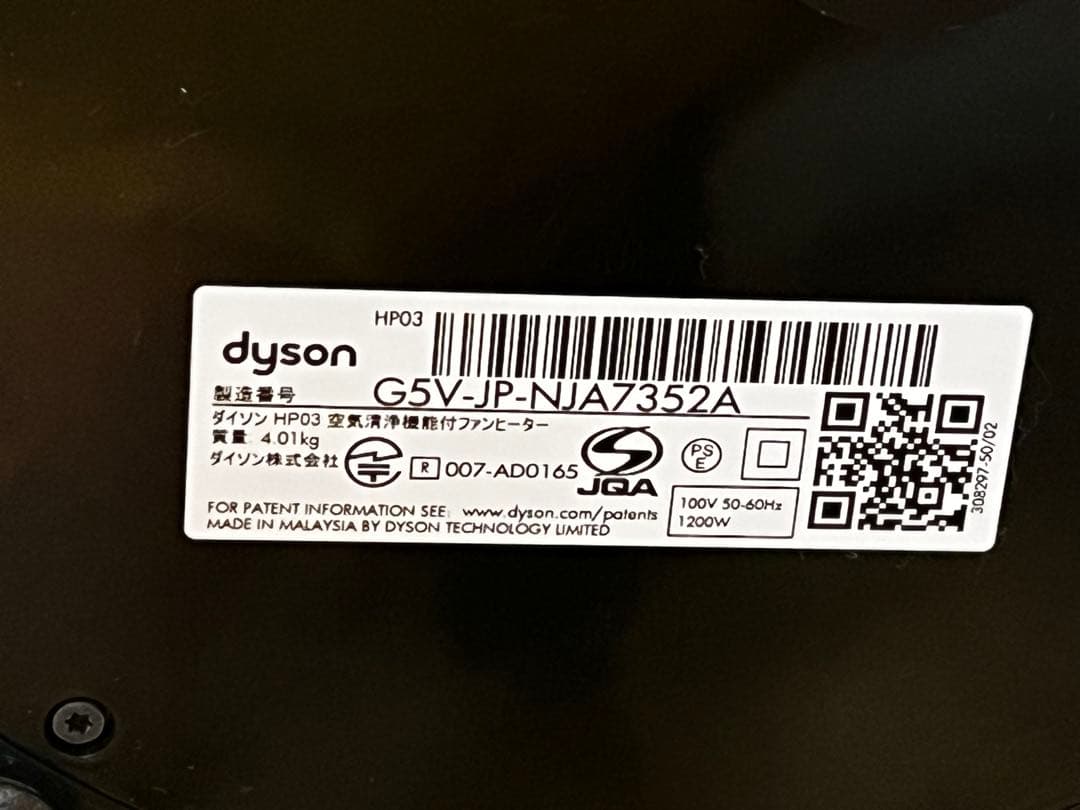 HP03
dyson
製造番号 G5V-JP-NJA7352A
ダイソン HP03 空気清浄機能付ファンヒーター
質量 4.01kg
ダイソン株式会社
R 007-AD0165
JQA
PS
E
100V 50-60Hz
1200W
FOR PATENT INFORMATION SEE: www.dyson.com/patents
MADE IN MALAYSIA BY DYSON TECHNOLOGY LIMITED
308297-50/02